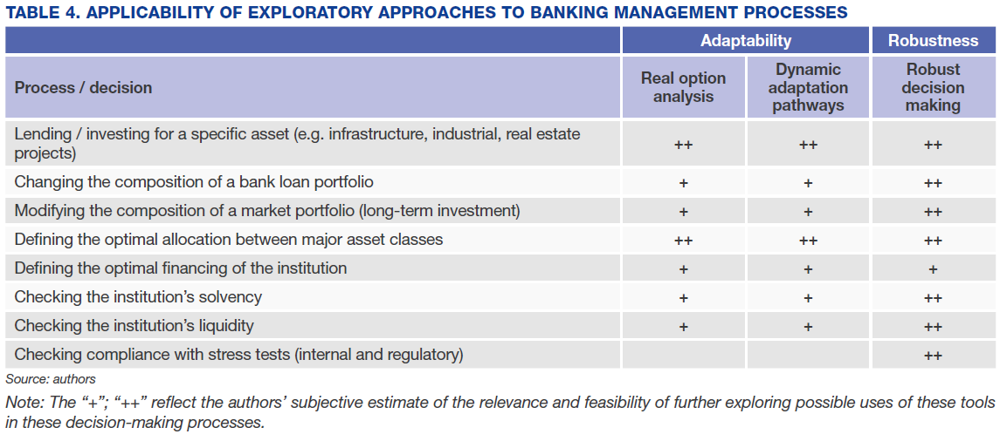 TABLE 4. APPLICABILITY OF EXPLORATORY APPROACHES TO BANKING MANAGEMENT PROCESSES
Adaptability Robustness
Process / decision Real option analysis Dynamic adaptation pathways Robust decision making
Lending / investing for a specific asset (e.g. infrastructure, industrial, real estate
projects) ++ ++ ++
Changing the composition of a bank loan portfolio + + ++
Modifying the composition of a market portfolio (long-term investment) + + ++
Defining the optimal allocation between major asset classes ++ ++ ++
Defining the optimal financing of the institution + + +
Checking the institution’s solvency + + ++
Checking the institution’s liquidity + + ++
Checking compliance with stress tests (internal and regulatory) ++
Source: authors
Note: The “+”; “++” reflect the authors’ subjective estimate of the relevance and feasibility of further exploring possible uses of these tools
in these decision-making processes.